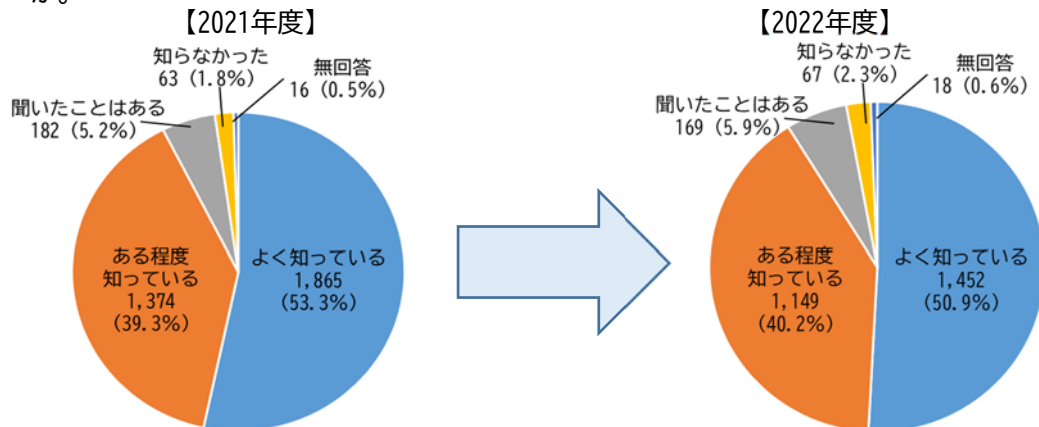 【2021年度】
知らなかった
63 (1.8%)
無回答
16 (0.5%)
聞いたことはある
182 (5.2%)
ある程度
知っている
1,374
(39.3%)
よく知っている
1,865
(53.3%)
【2022年度】
知らなかった
67 (2.3%)
無回答
18 (0.6%)
聞いたことはある
169 (5.9%)
ある程度
知っている
1,149
(40.2%)
よく知っている
1,452
(50.9%)